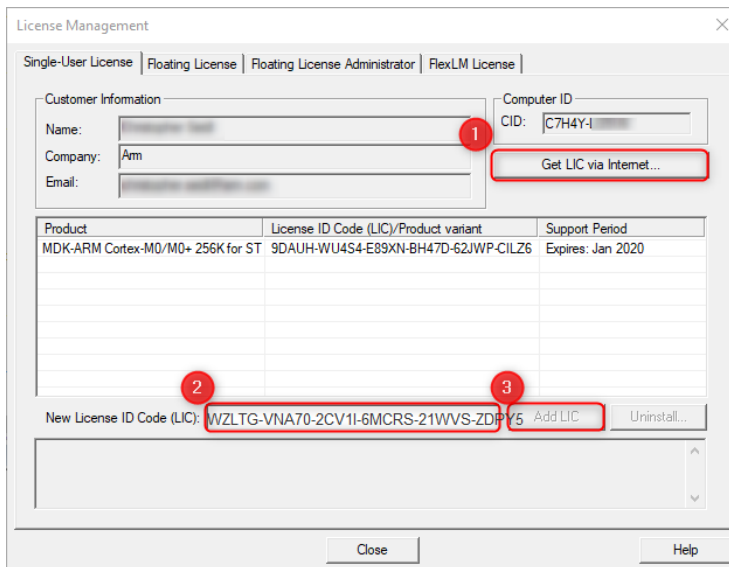 License Management
Single-User License Floating License Floating License Administrator FlexLM License
Customer Information
Name:
Company: Arm
Email:
Computer ID
CID: C7H4Y-
1
Get LIC via Internet...
Product License ID Code (LIC)/Product variant Support Period
MDK-ARM Cortex-M0/M0+ 256K for ST 9DAUH-WU4S4-E89XN-BH47D-62JWP-CILZ6 Expires: Jan 2020
2 3
New License ID Code (LIC): WZLTG-VNA70-2CV1I-6MCRS-21WVS-ZDPY5 Add LIC Uninstall...
Close Help